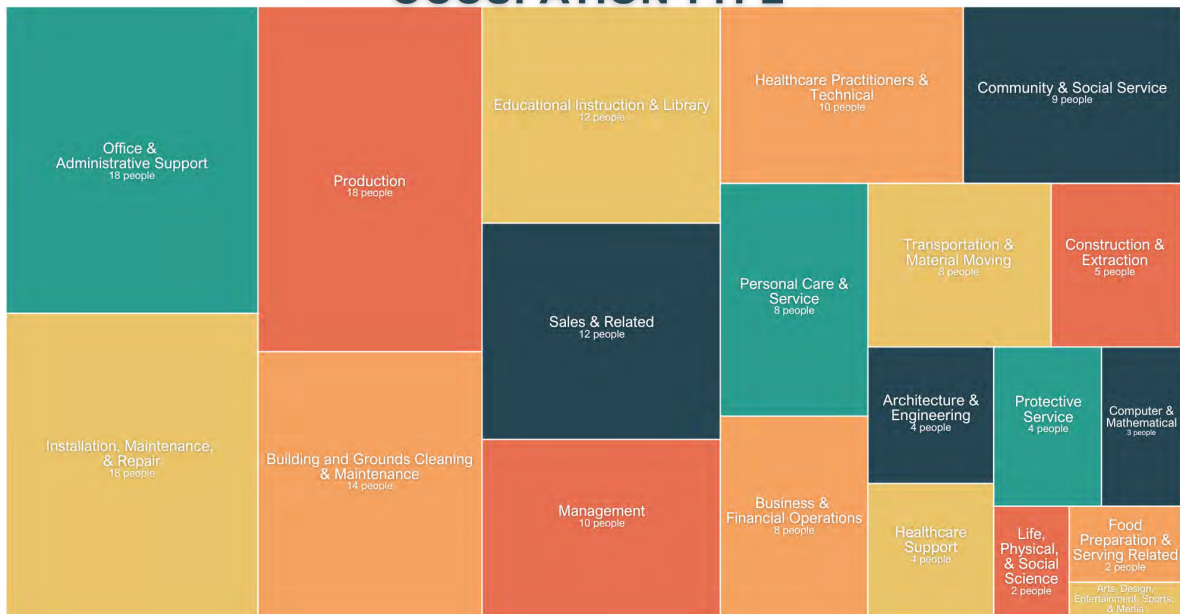 OCCUPATION TYPE
Office &
Administrative Support
18 people
Production
18 people
Educational Instruction & Library
12 people
Healthcare Practitioners &
Technical
10 people
Community & Social Service
9 people
Sales & Related
12 people
Personal Care &
Service
8 people
Transportation &
Material Moving
8 people
Construction &
Extraction
5 people
Installation, Maintenance,
& Repair
18 people
Building and Grounds Cleaning
& Maintenance
14 people
Management
10 people
Business &
Financial Operations
8 people
Architecture &
Engineering
4 people
Protective
Service
4 people
Computer &
Mathematical
3 people
Healthcare
Support
4 people
Life,
Physical,
& Social
Science
2 people
Food
Preparation &
Serving Related
2 people
Arts, Design,
Entertainment, Sports,
& Media